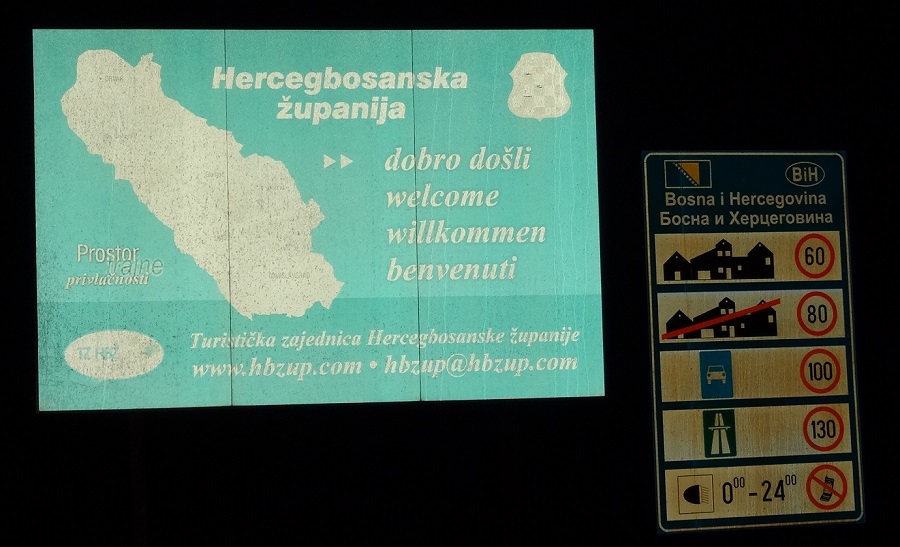 Hercegbosanska
županija
dobro došli
welcome
willkommen
benvenuti
Prostor
vrame
privlačnosti
Turistička zajednica Hercegbosanske županije
www.hbzup.com • hbzup@hbzup.com
BiH
Bosna i Hercegovina
Босна и Херцеговина
60
80
100
130
0⁰⁰ - 24⁰⁰